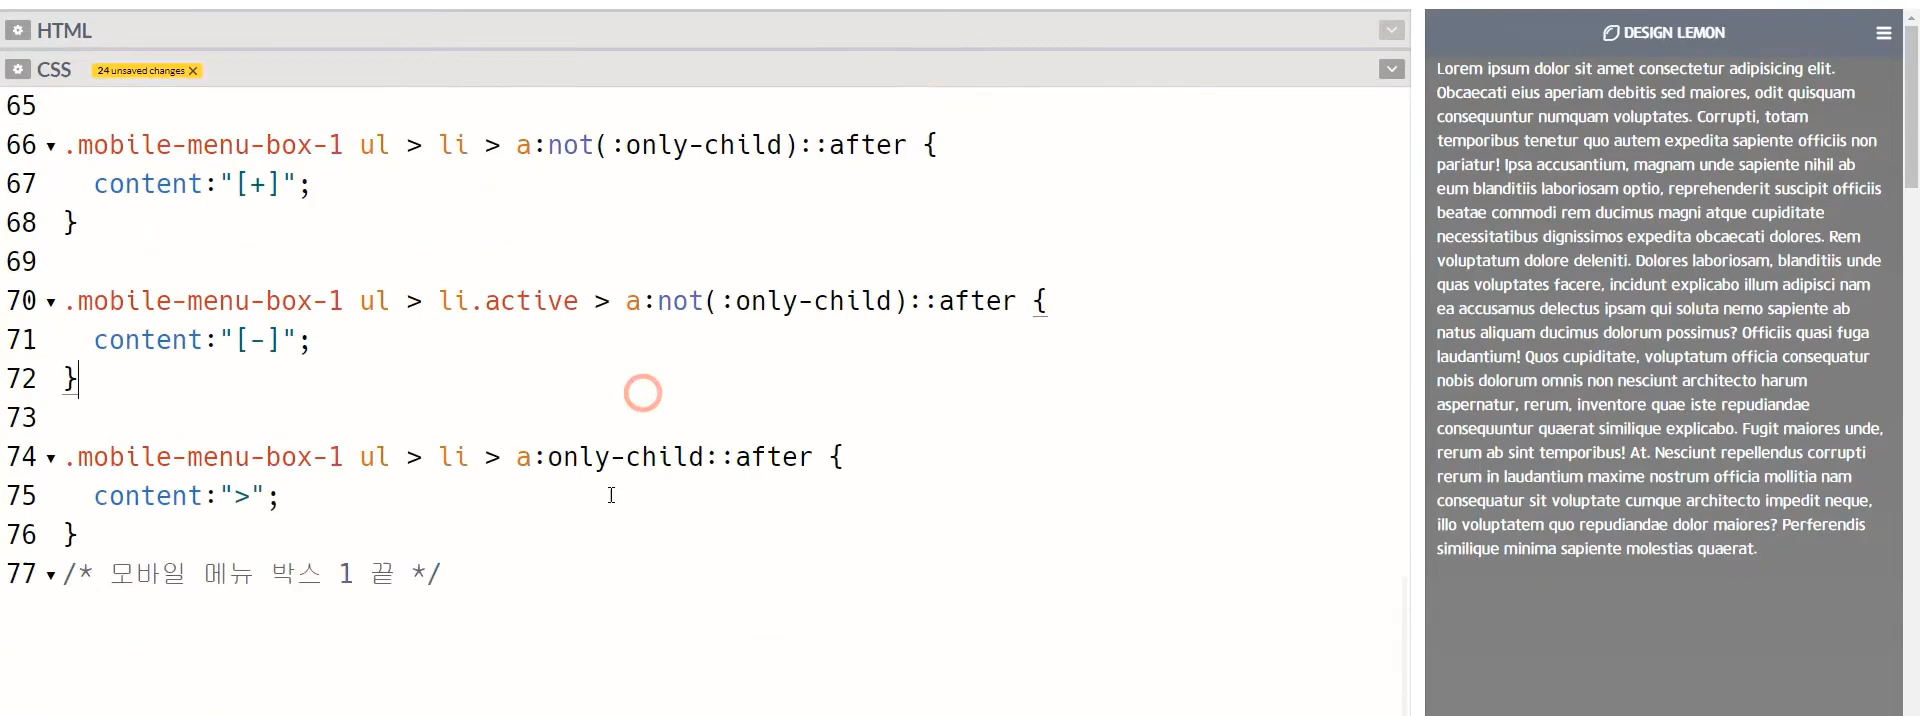 HTML
CSS 24 unsaved changes X
65
66 .mobile-menu-box-1 ul > li > a:not(:only-child)::after {
67 content:"[+]";
68 }
69
70 .mobile-menu-box-1 ul > li.active > a:not(:only-child)::after {
71 content:"[-]";
72 }
73
74 .mobile-menu-box-1 ul > li > a:only-child::after {
75 content:">";
76 }
77 /* 모바일 메뉴 박스 1 끝 */
DESIGN LEMON
Lorem ipsum dolor sit amet consectetur adipisicing elit.
Obcaecati eius aperiam debitis sed maiores, odit quisquam
consequuntur numquam voluptates. Corrupti, totam
temporibus tenetur quo autem expedita sapiente officiis non
pariatur! Ipsa accusantium, magnam unde sapiente nihil ab
eum blanditiis laboriosam optio, reprehenderit suscipit officiis
beatae commodi rem ducimus magni atque cupiditate
necessitatibus dignissimos expedita obcaecati dolores. Rem
voluptatum dolore deleniti. Dolores laboriosam, blanditiis unde
quas voluptates facere, incidunt explicabo illum adipisci nam
ea accusamus delectus ipsam qui soluta nemo sapiente ab
natus aliquam ducimus dolorum possimus? Officiis quasi fuga
laudantium! Quos cupiditate, voluptatum officia consequatur
nobis dolorum omnis non nesciunt architecto harum
aspernatur, rerum, inventore quae iste repudiandae
consequuntur quaerat similique explicabo. Fugit maiores unde,
rerum ab sint temporibus! At. Nesciunt repellendus corrupti
rerum in laudantium maxime nostrum officia mollitia nam
consequatur sit voluptate cumque architecto impedit neque,
illo voluptatem quo repudiandae dolor maiores? Perferendis
similique minima sapiente molestias quaerat.